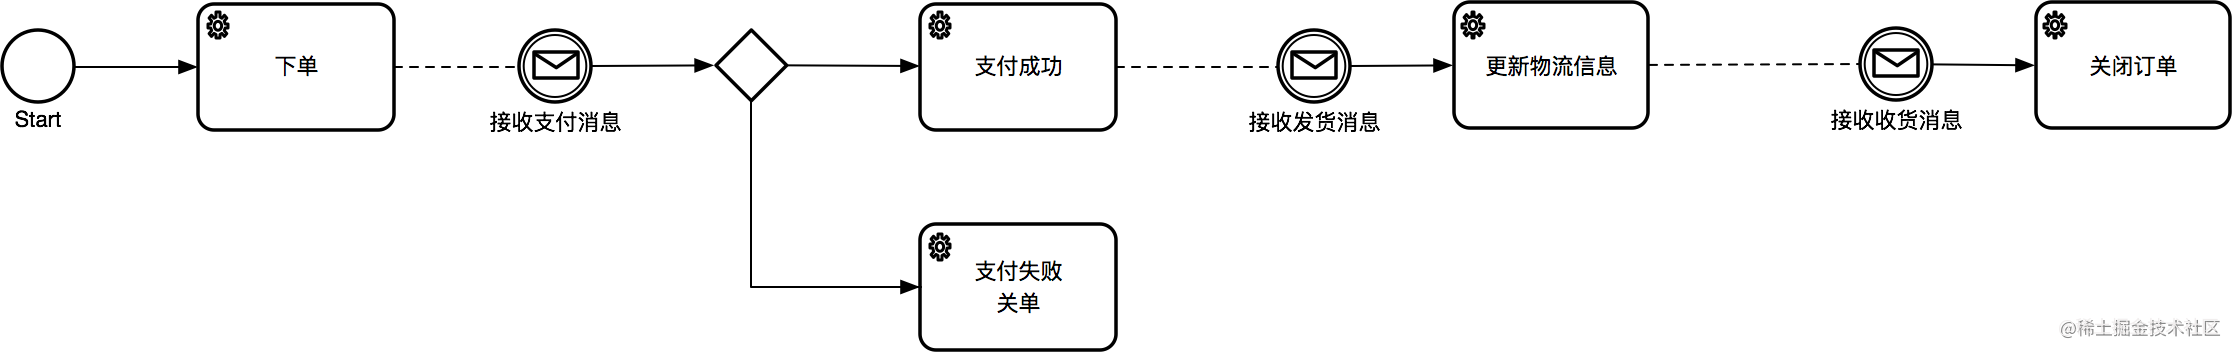 Start
下单
接收支付消息
支付成功
接收发货消息
更新物流信息
接收收货消息
关闭订单
支付失败
关单
@稀土掘金技术社区